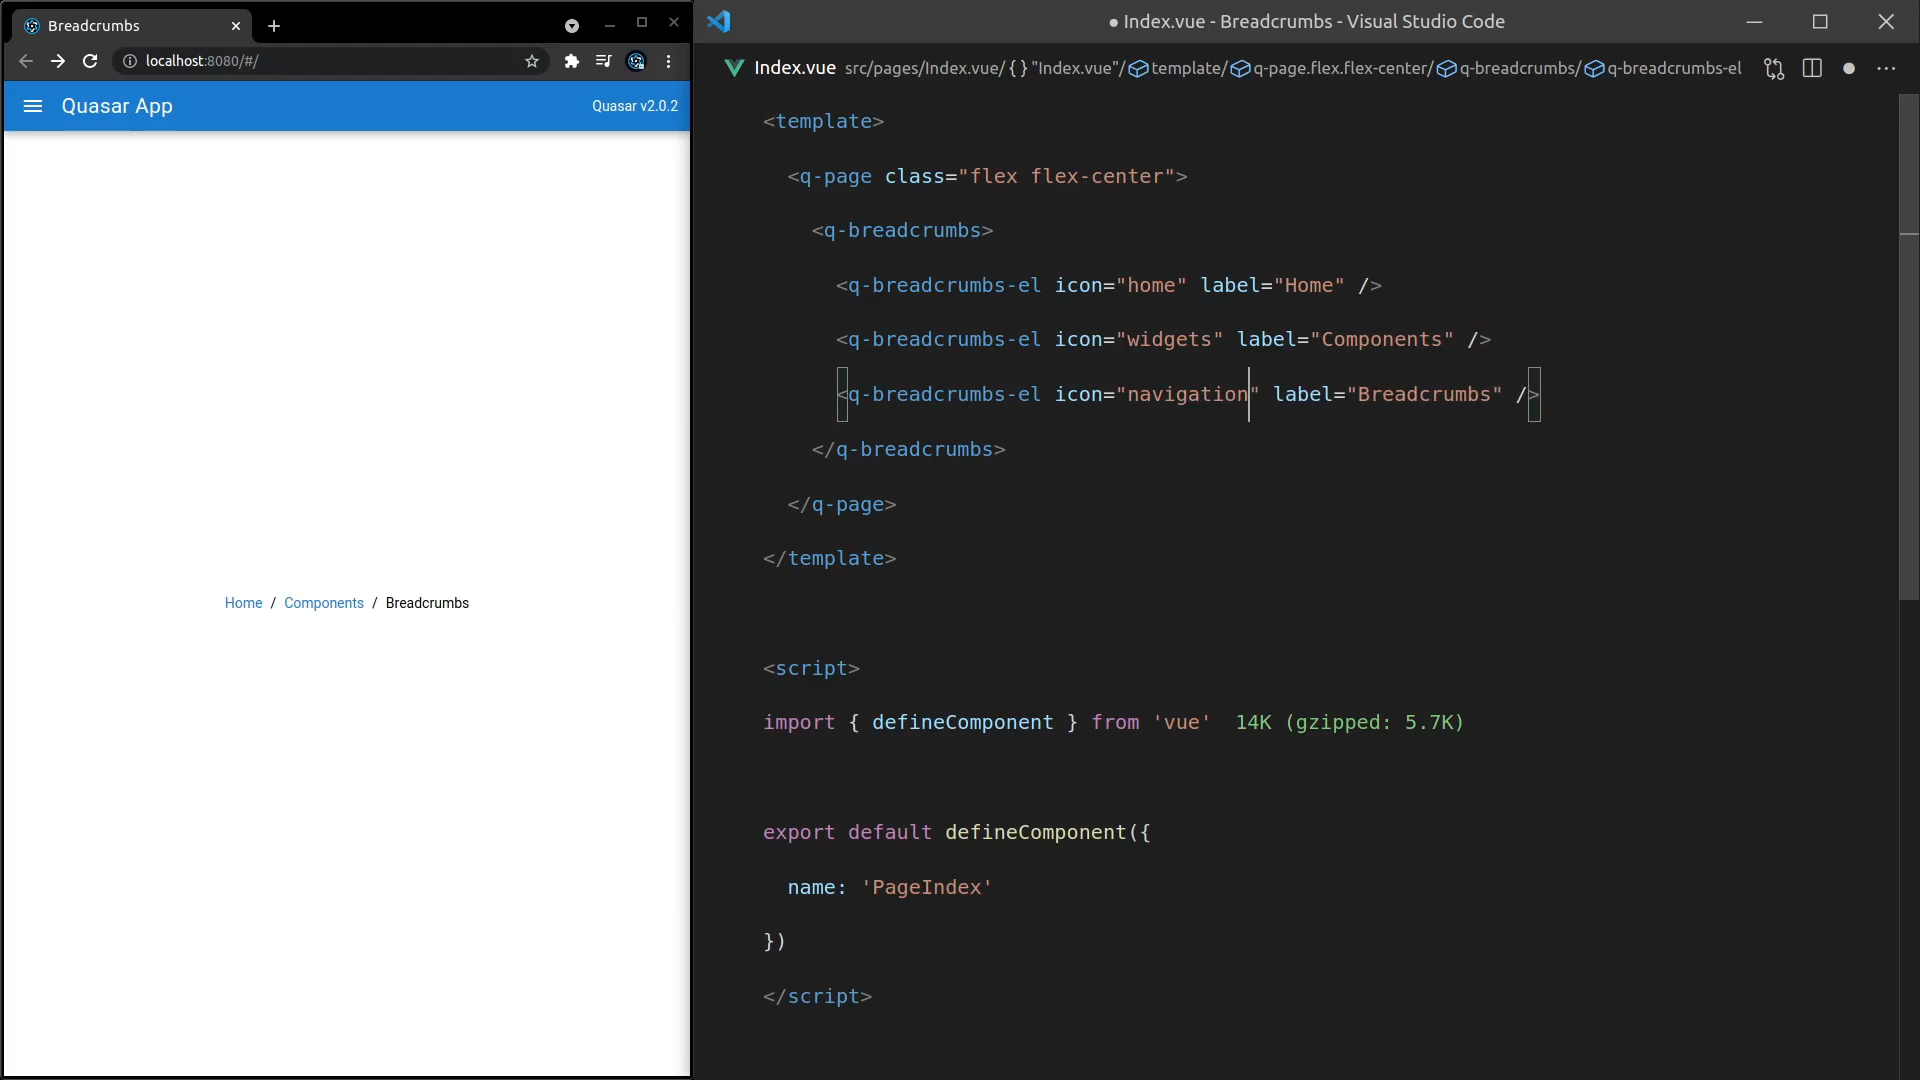 Breadcrumbs
localhost:8080/#/
Quasar App
Quasar v2.0.2
Home / Components / Breadcrumbs
● Index.vue - Breadcrumbs - Visual Studio Code
Index.vue src/pages/Index.vue/{}"Index.vue"/template/q-page.flex.flex-center/q-breadcrumbs/q-breadcrumbs-el
<template>
  <q-page class="flex flex-center">
    <q-breadcrumbs>
      <q-breadcrumbs-el icon="home" label="Home" />
      <q-breadcrumbs-el icon="widgets" label="Components" />
      <q-breadcrumbs-el icon="navigation" label="Breadcrumbs" />
    </q-breadcrumbs>
  </q-page>
</template>
<script>
import { defineComponent } from 'vue'  14K (gzipped: 5.7K)
export default defineComponent({
  name: 'PageIndex'
})
</script>